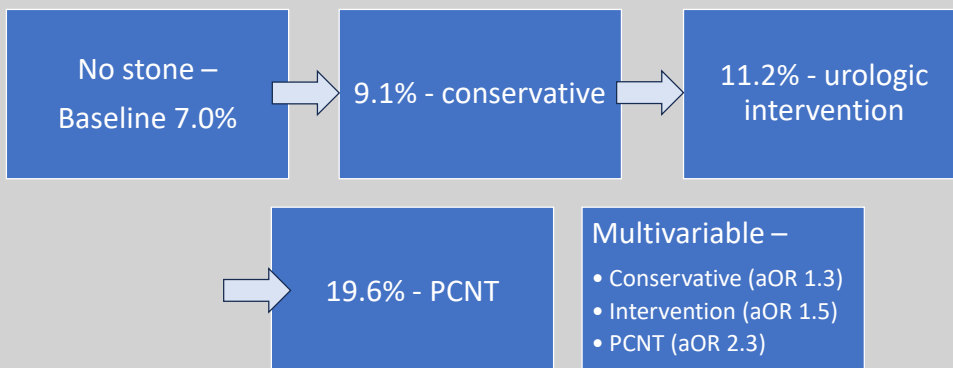 No stone –
Baseline 7.0%
9.1% - conservative
11.2% - urologic
intervention
19.6% - PCNT
Multivariable –
• Conservative (aOR 1.3)
• Intervention (aOR 1.5)
• PCNT (aOR 2.3)